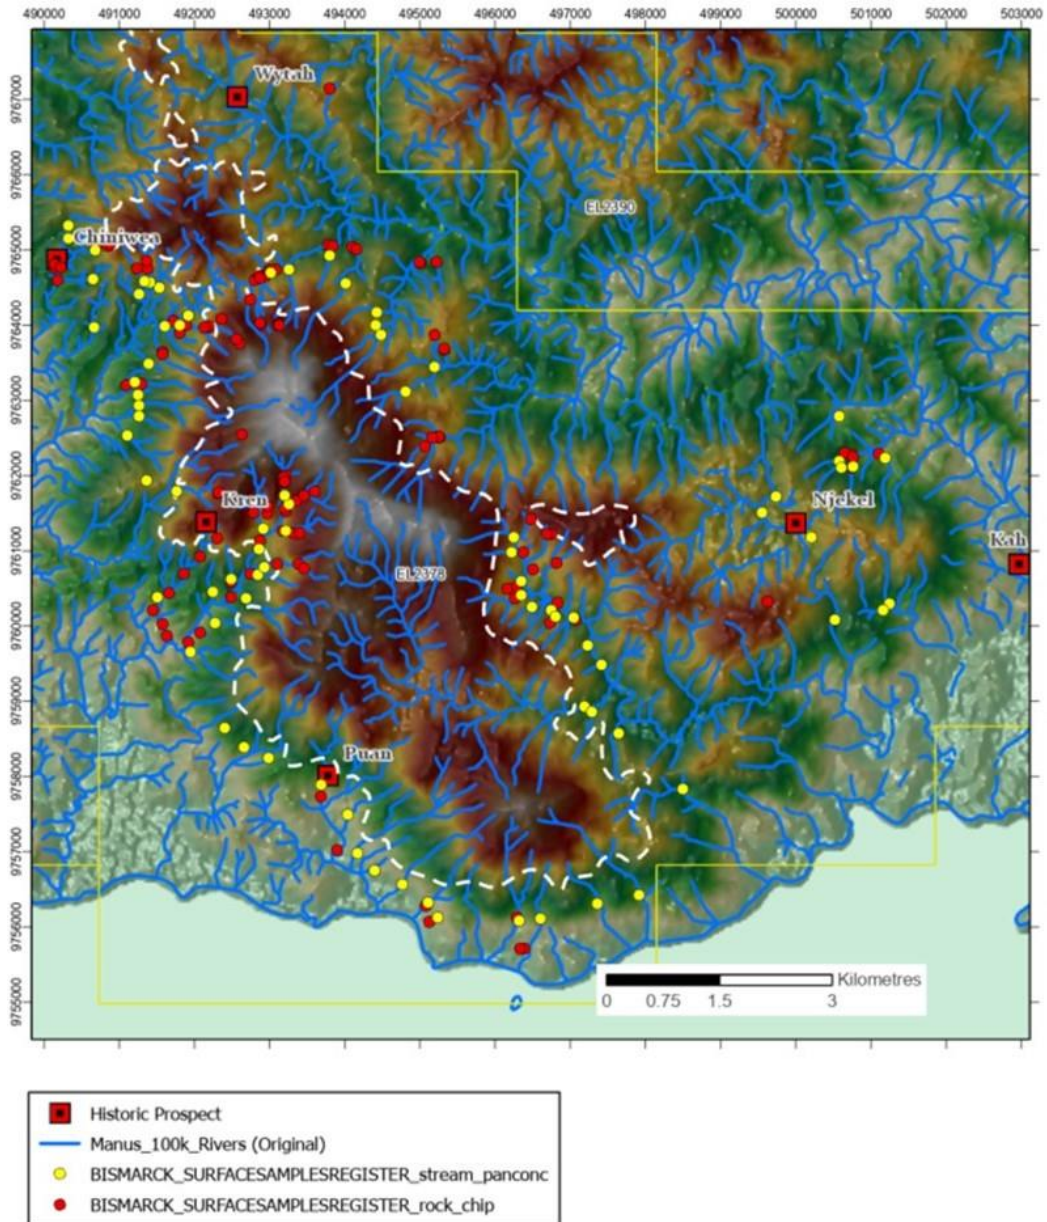 490000 491000 492000 493000 494000 495000 496000 497000 498000 499000 500000 501000 502000 503000
9767000
9766000
9765000
9764000
9763000
9762000
9761000
9760000
9759000
9758000
9757000
9756000
9755000
Wytah
EL2390
Chiniwea
Kren
Njekel
Kah
EL2378
Puan
Kilometres
0 0.75 1.5 3
Historic Prospect
Manus_100k_Rivers (Original)
BISMARCK_SURFACESAMPLESREGISTER_stream_panconc
BISMARCK_SURFACESAMPLESREGISTER_rock_chip